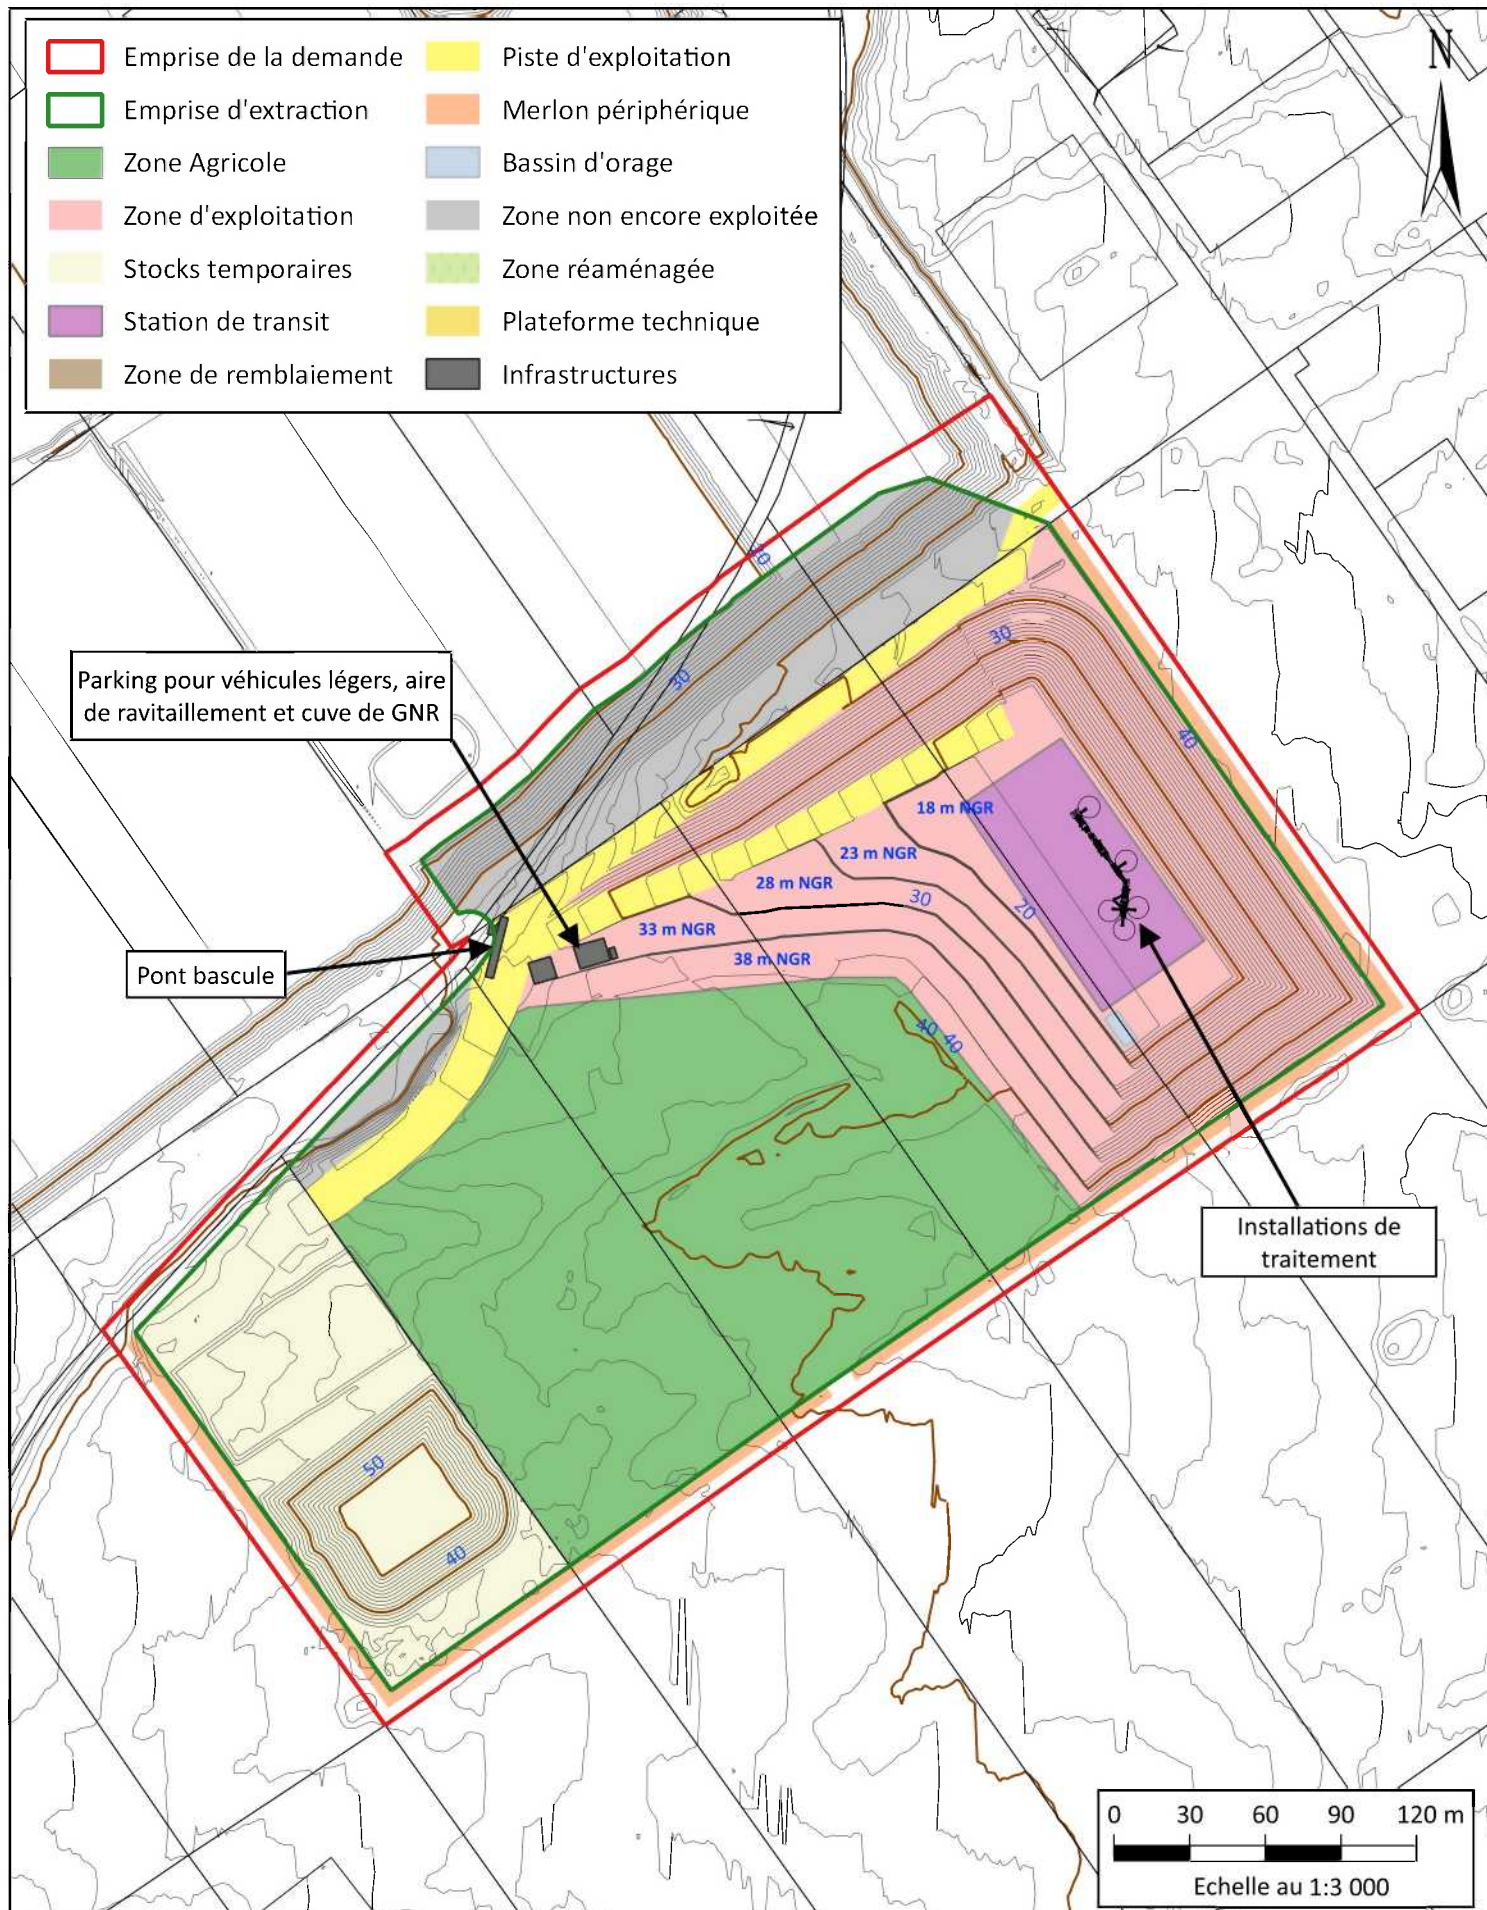 Emprise de la demande
Emprise d'extraction
Zone Agricole
Zone d'exploitation
Stocks temporaires
Station de transit
Zone de remblaiement
Piste d'exploitation
Merlon périphérique
Bassin d'orage
Zone non encore exploitée
Zone réaménagée
Plateforme technique
Infrastructures
N
30
30
30
40
Parking pour véhicules légers, aire
de ravitaillement et cuve de GNR
18 m NGR
23 m NGR
28 m NGR
30
20
33 m NGR
38 m NGR
Pont bascule
40
40
Installations de
traitement
50
40
0 30 60 90 120 m
Echelle au 1:3 000